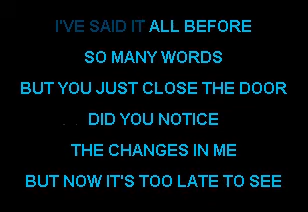 I'VE SAID IT ALL BEFORE
SO MANY WORDS
BUT YOU JUST CLOSE THE DOOR
DID YOU NOTICE
THE CHANGES IN ME
BUT NOW IT'S TOO LATE TO SEE